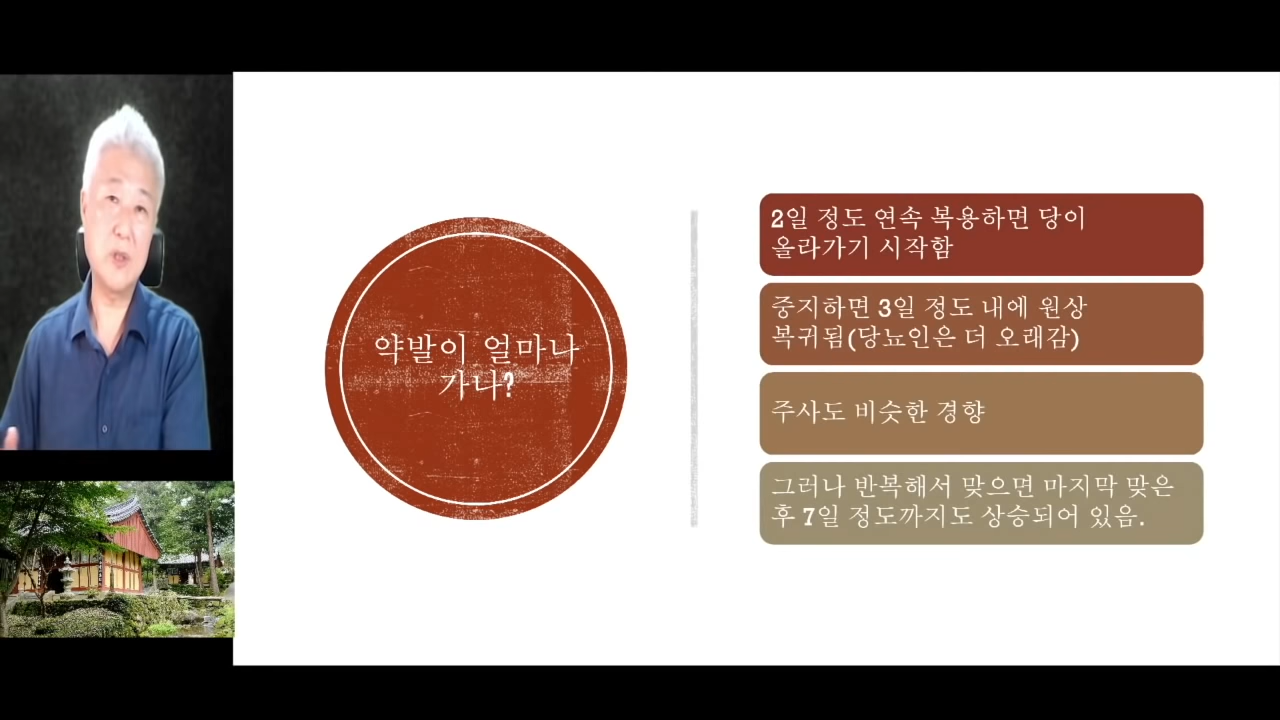 약발이 얼마나
가나?
2일 정도 연속 복용하면 당이
올라가기 시작함
중지하면 3일 정도 내에 원상
복귀됨(당뇨인은 더 오래감)
주사도 비슷한 경향
그러나 반복해서 맞으면 마지막 맞은
후 7일 정도까지도 상승되어 있음.